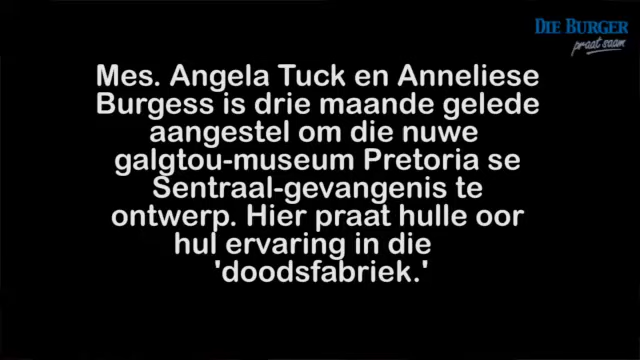 DIE BURGER
praat saam
Mes. Angela Tuck en Anneliese
Burgess is drie maande gelede
aangestel om die nuwe
galgtou-museum Pretoria se
Sentraal-gevangenis te
ontwerp. Hier praat hulle oor
hul ervaring in die
'doodsfabriek.'